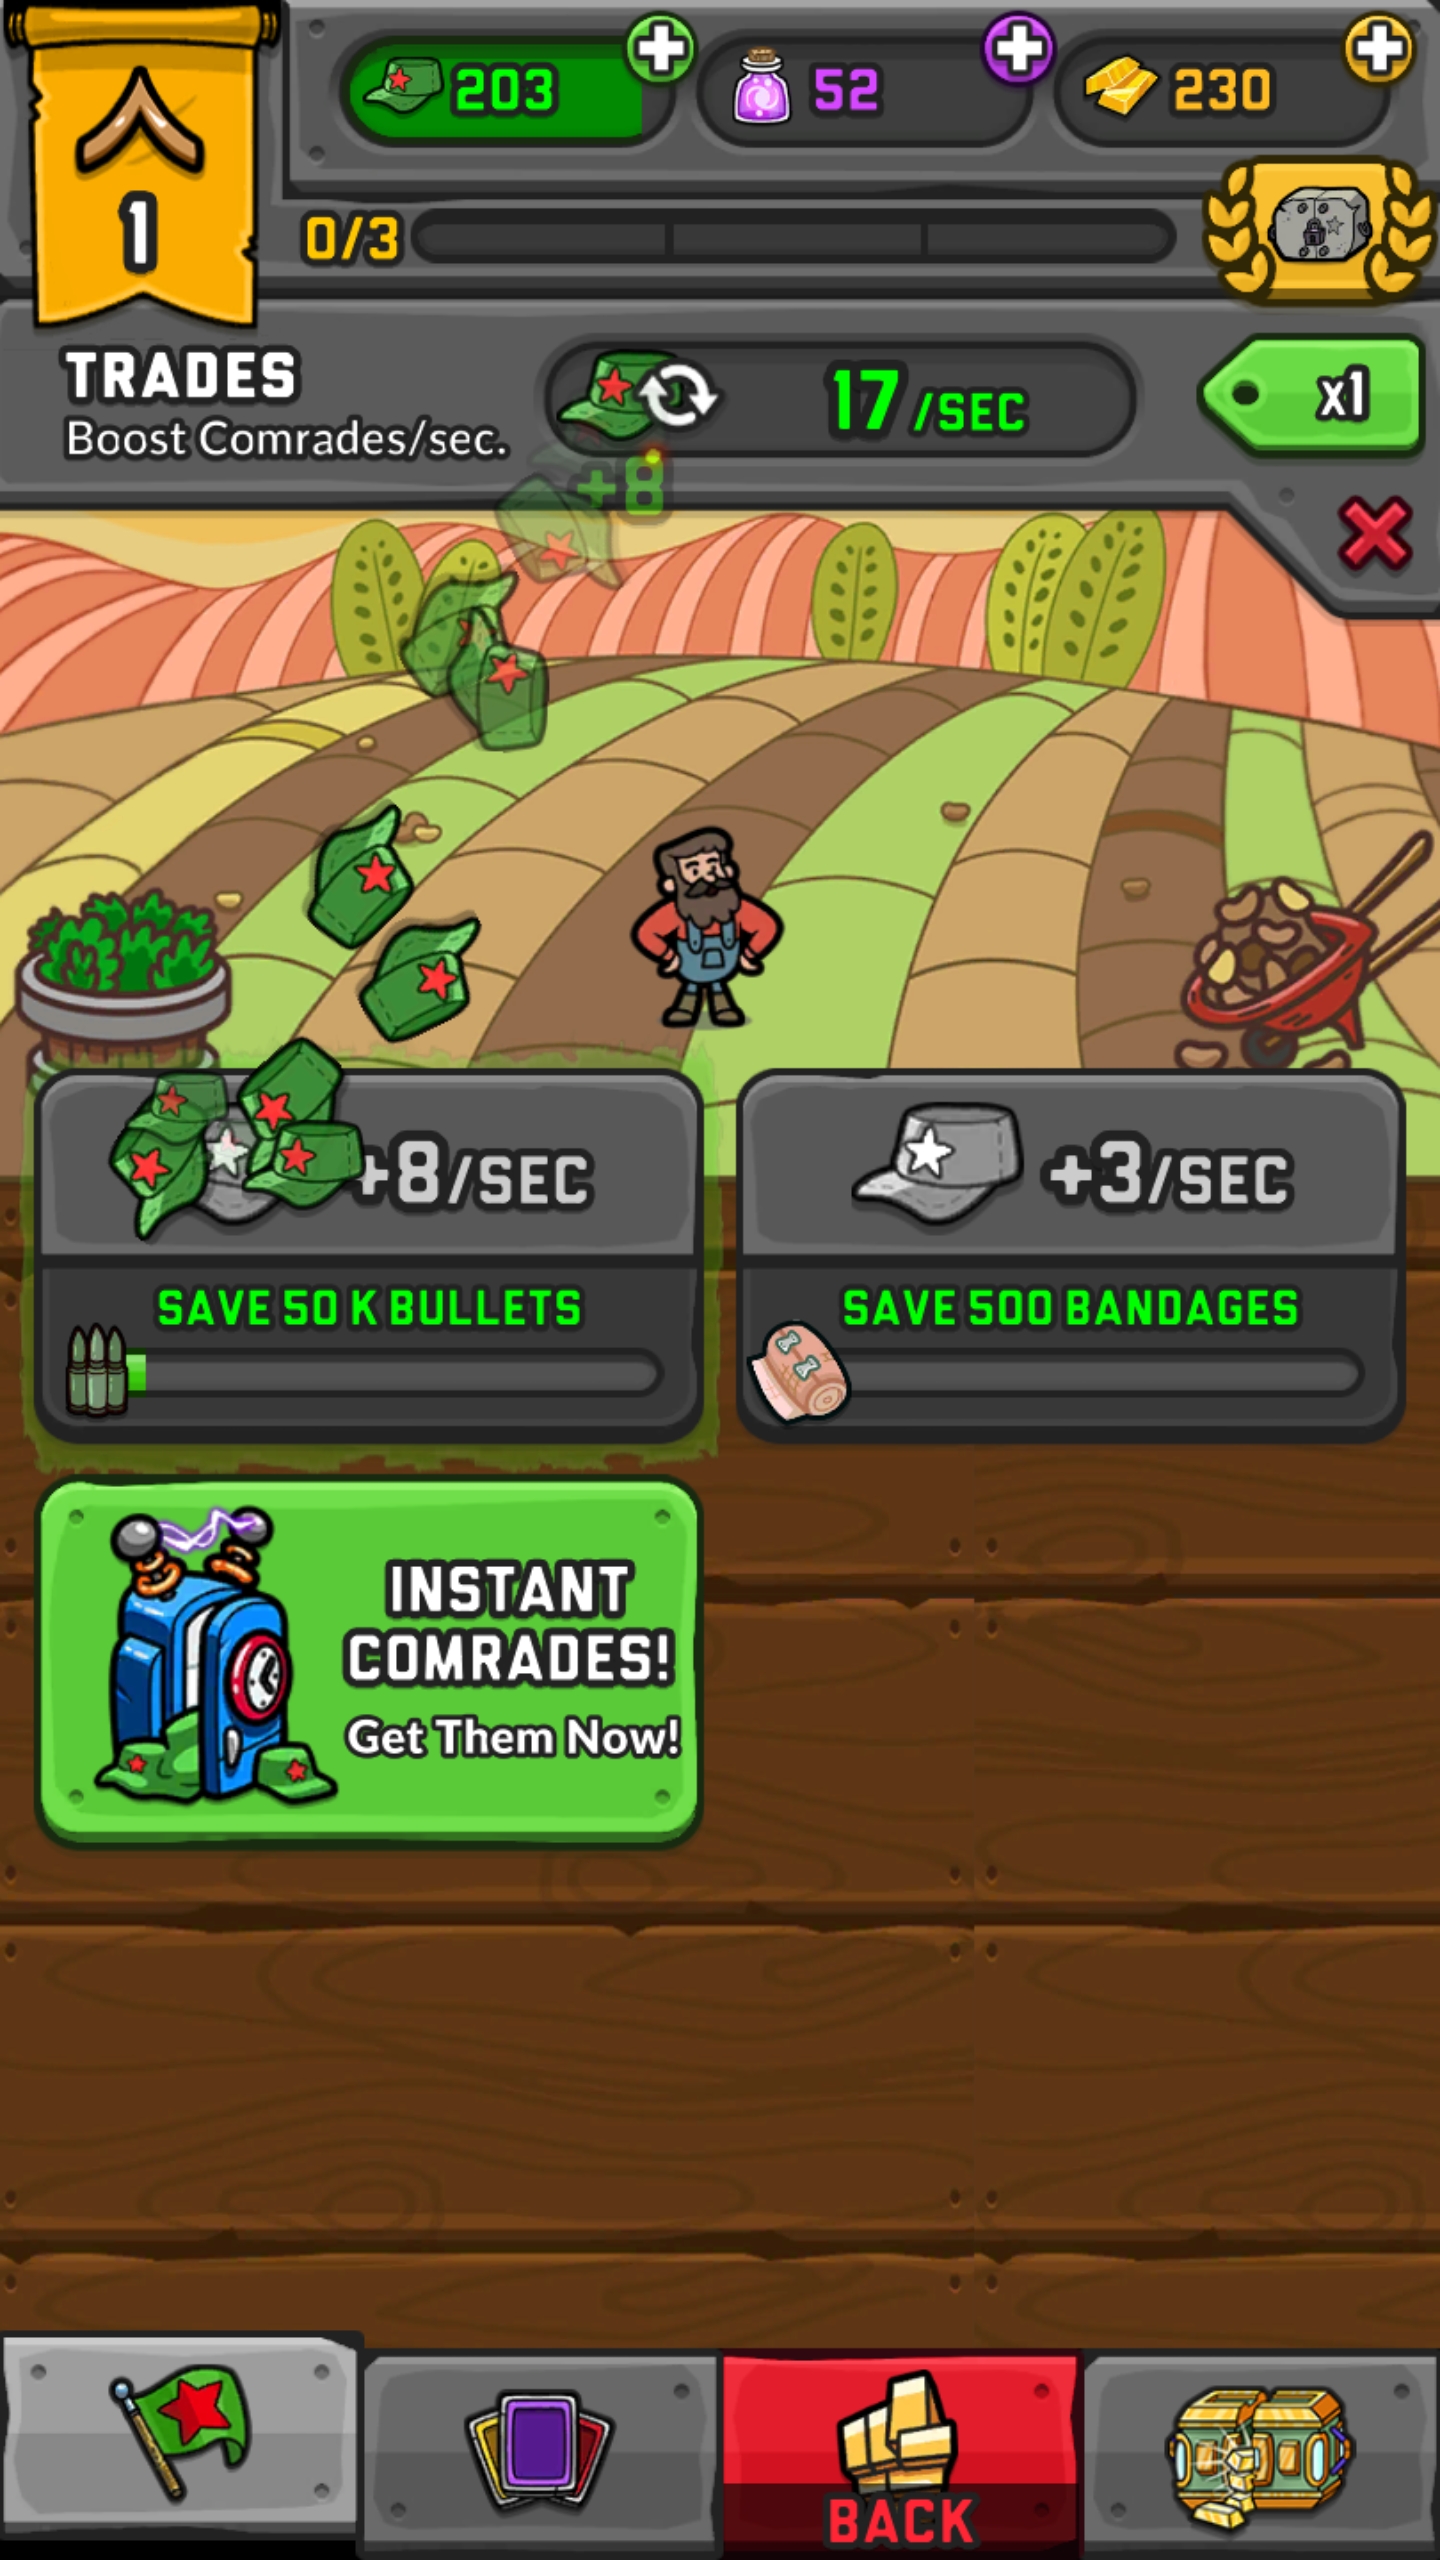 203
52
230
1
0/3
TRADES
Boost Comrades/sec.
17/SEC
x1
+8
+8/SEC
+3/SEC
SAVE 50 K BULLETS
SAVE 500 BANDAGES
INSTANT
COMRADES!
Get Them Now!
BACK